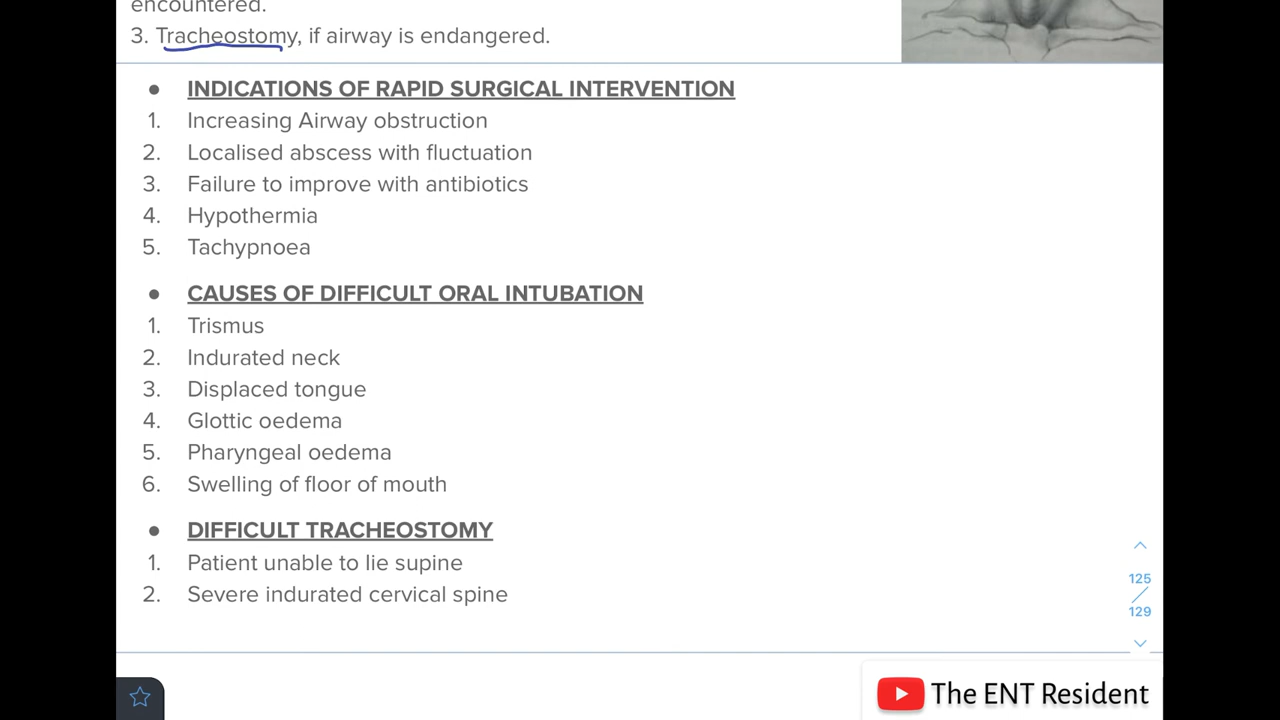 encountered.
3. Tracheostomy, if airway is endangered.
● INDICATIONS OF RAPID SURGICAL INTERVENTION
1. Increasing Airway obstruction
2. Localised abscess with fluctuation
3. Failure to improve with antibiotics
4. Hypothermia
5. Tachypnoea
● CAUSES OF DIFFICULT ORAL INTUBATION
1. Trismus
2. Indurated neck
3. Displaced tongue
4. Glottic oedema
5. Pharyngeal oedema
6. Swelling of floor of mouth
● DIFFICULT TRACHEOSTOMY
1. Patient unable to lie supine
2. Severe indurated cervical spine
125
/
129
The ENT Resident